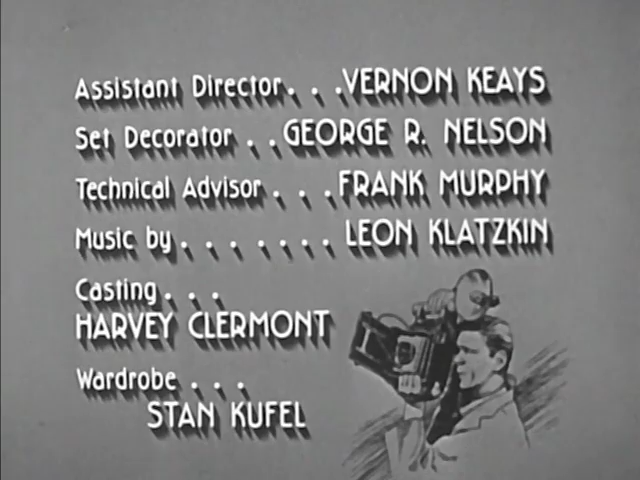 Assistant Director . . . VERNON KEAYS
Set Decorator . . GEORGE R. NELSON
Technical Advisor . . . FRANK MURPHY
Music by . . . . . . . LEON KLATZKIN
Casting . . .
HARVEY CLERMONT
Wardrobe . . .
STAN KUFEL